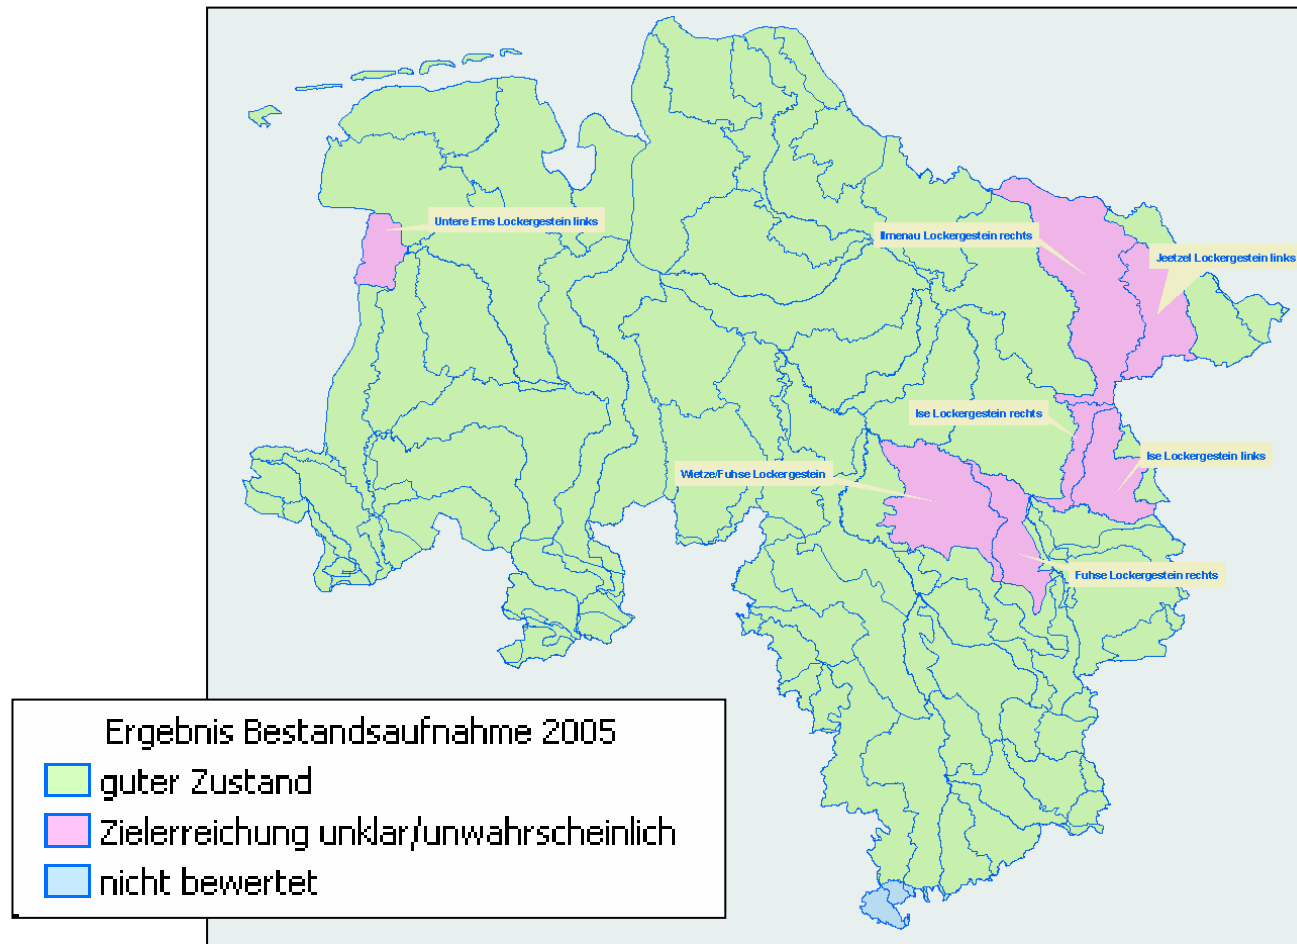 Untere Ems Lockergestein links
Ilmenau Lockergestein rechts
Jeetzel Lockergestein links
Ise Lockergestein rechts
Ise Lockergestein links
Wietze/Fuhse Lockergestein
Fuhse Lockergestein rechts
Ergebnis Bestandsaufnahme 2005
guter Zustand
Zielerreichung unklar/unwahrscheinlich
nicht bewertet